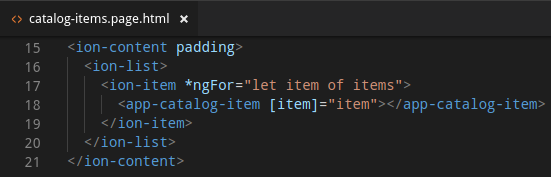 <> catalog-items.page.html ×
15 <ion-content padding>
16   <ion-list>
17     <ion-item *ngFor="let item of items">
18       <app-catalog-item [item]="item"></app-catalog-item>
19     </ion-item>
20   </ion-list>
21 </ion-content>